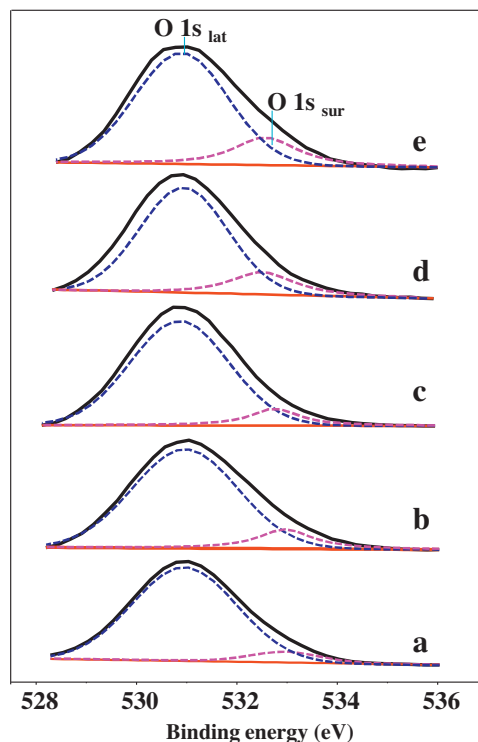 O 1s lat
O 1s sur
e
d
c
b
a
528 530 532 534 536
Binding energy (eV)